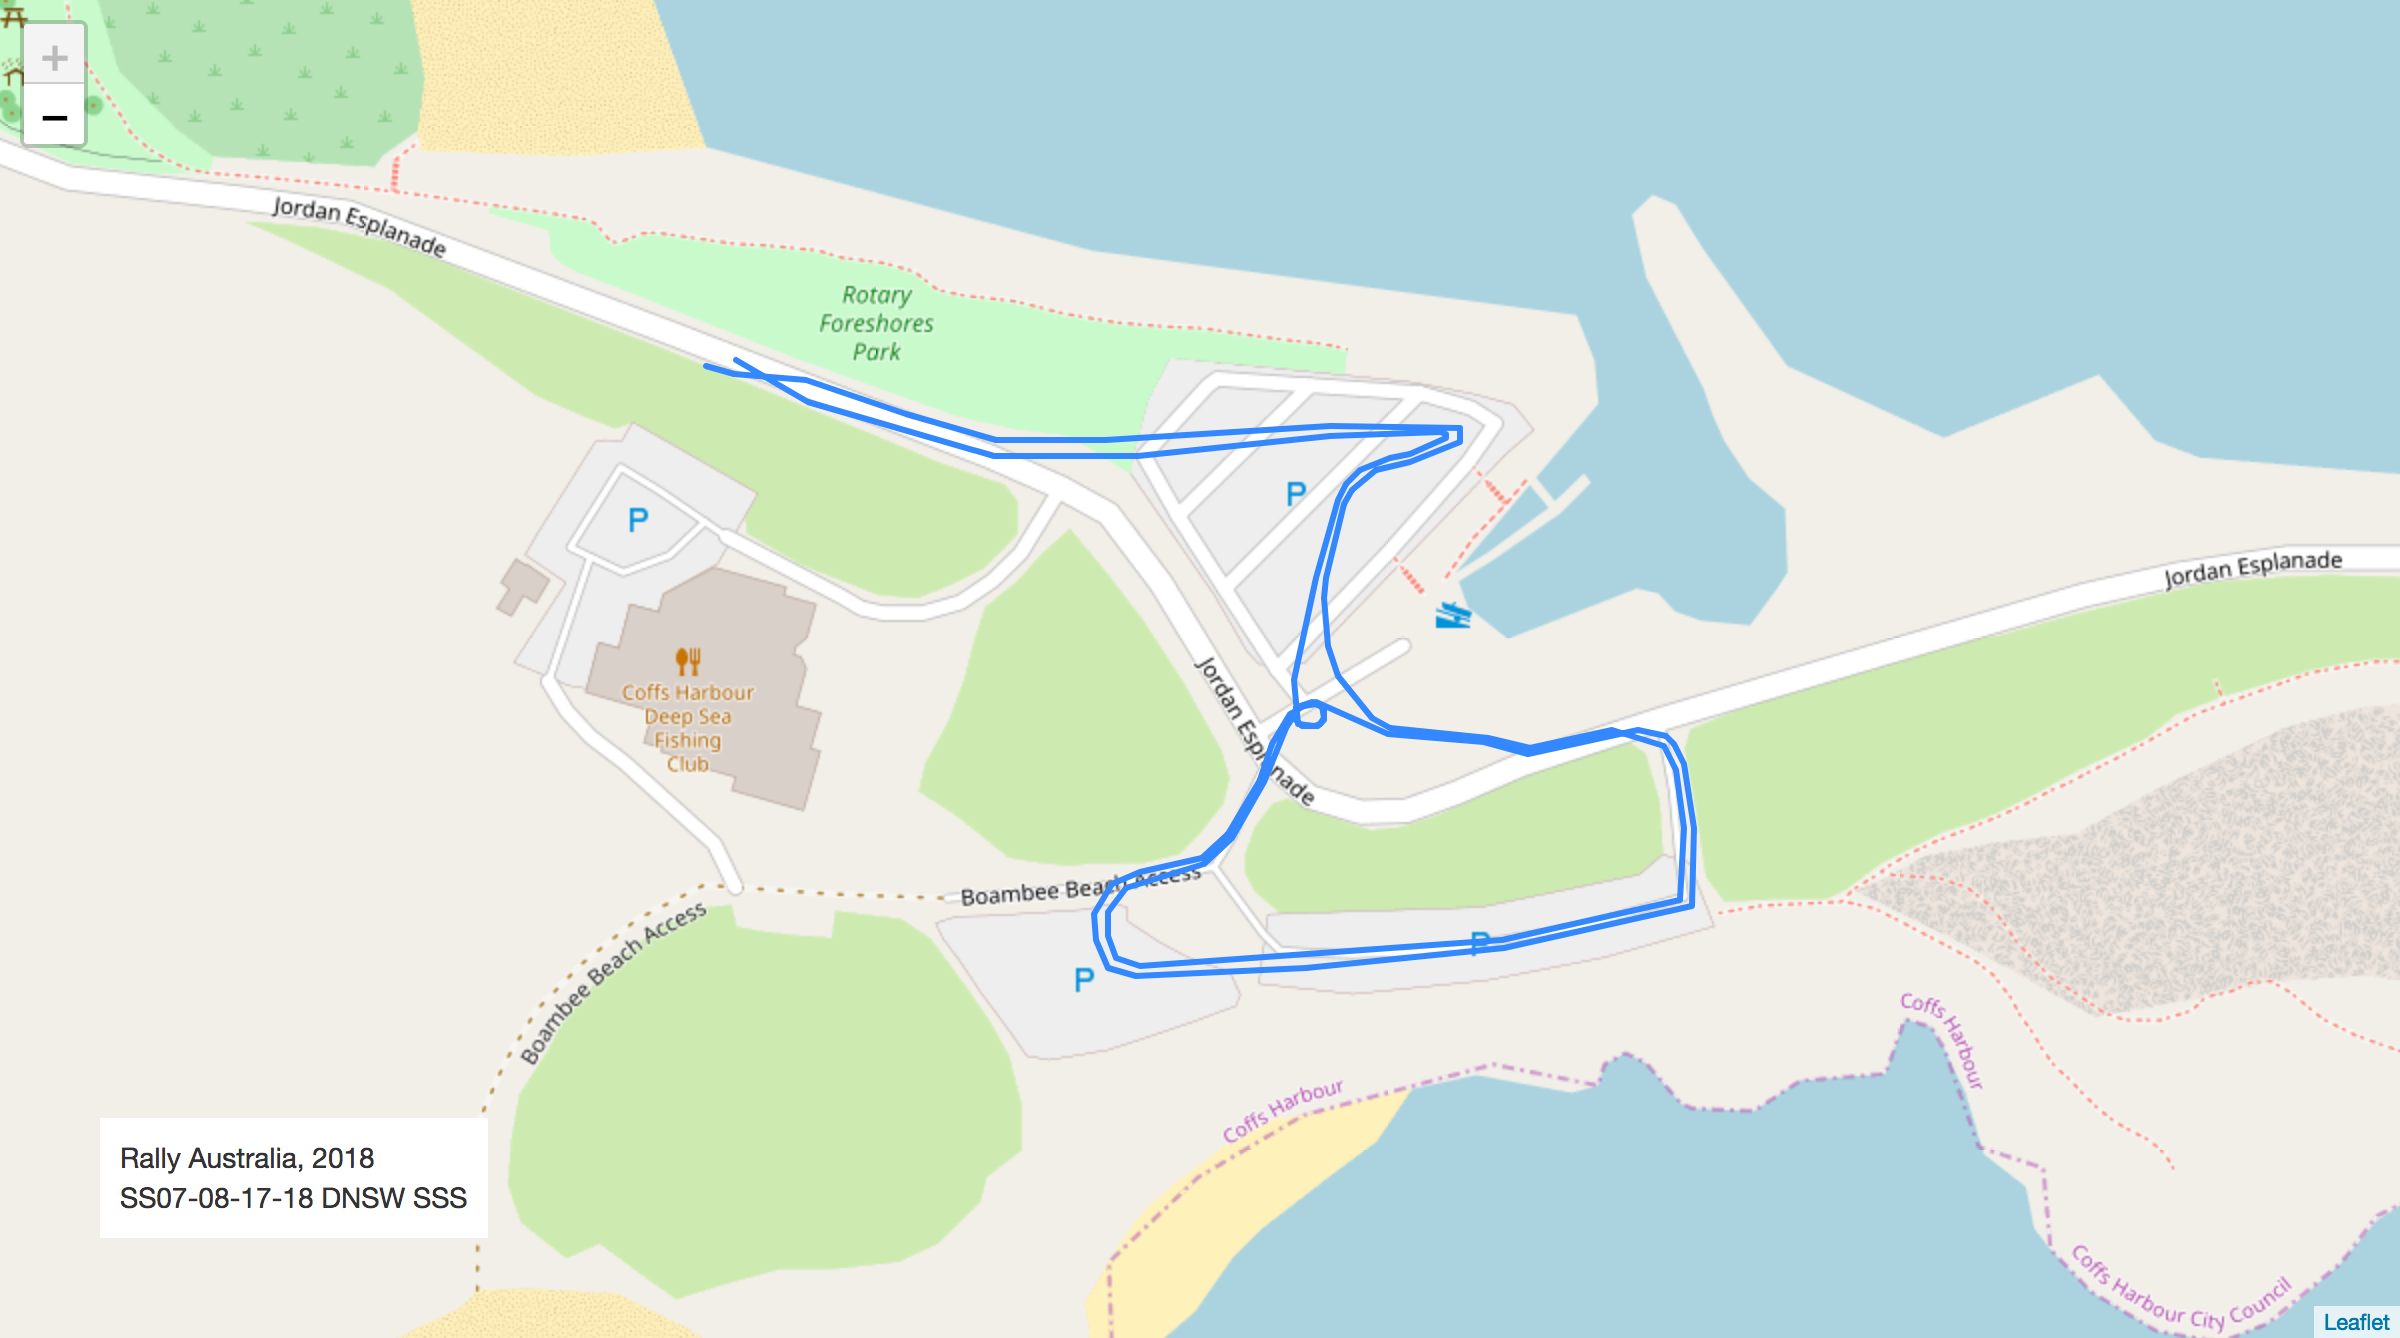 +
−
Jordan Esplanade
Rotary
Foreshores
Park
P
P
Jordan Esplanade
Coffs Harbour
Deep Sea
Fishing
Club
Jordan Esplanade
Boambee Beach Access
Boambee Beach Access
P
P
Coffs Harbour
Coffs Harbour
Rally Australia, 2018
SS07-08-17-18 DNSW SSS
Coffs Harbour City Council
Leaflet